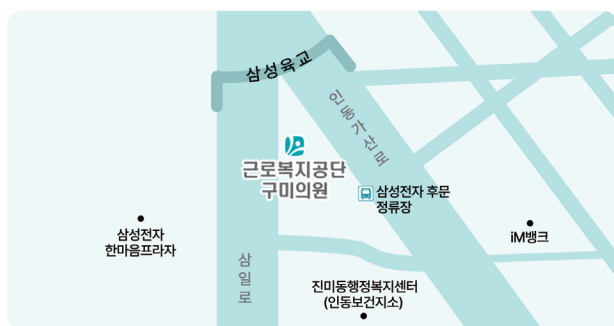 삼성육교
인동가산로
근로복지공단
구미의원
삼성전자 후문
정류장
삼성전자
한마음프라자
iM뱅크
삼일로
진미동행정복지센터
(인동보건지소)